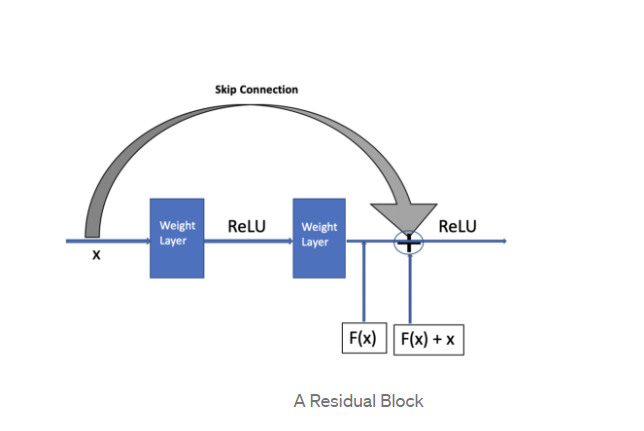 Skip Connection
Weight
Layer
ReLU
Weight
Layer
ReLU
x
F(x)
F(x) + x
A Residual Block